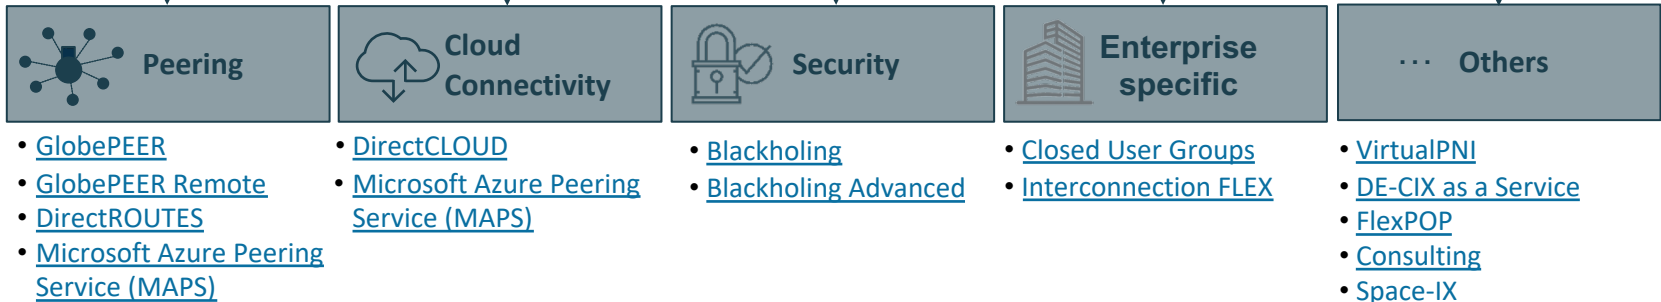 Peering
• GlobePEER
• GlobePEER Remote
• DirectROUTES
• Microsoft Azure Peering
Service (MAPS)
Cloud
Connectivity
• DirectCLOUD
• Microsoft Azure Peering
Service (MAPS)
Security
• Blackholing
• Blackholing Advanced
Enterprise
specific
• Closed User Groups
• Interconnection FLEX
... Others
• VirtualPNI
• DE-CIX as a Service
• FlexPOP
• Consulting
• Space-IX